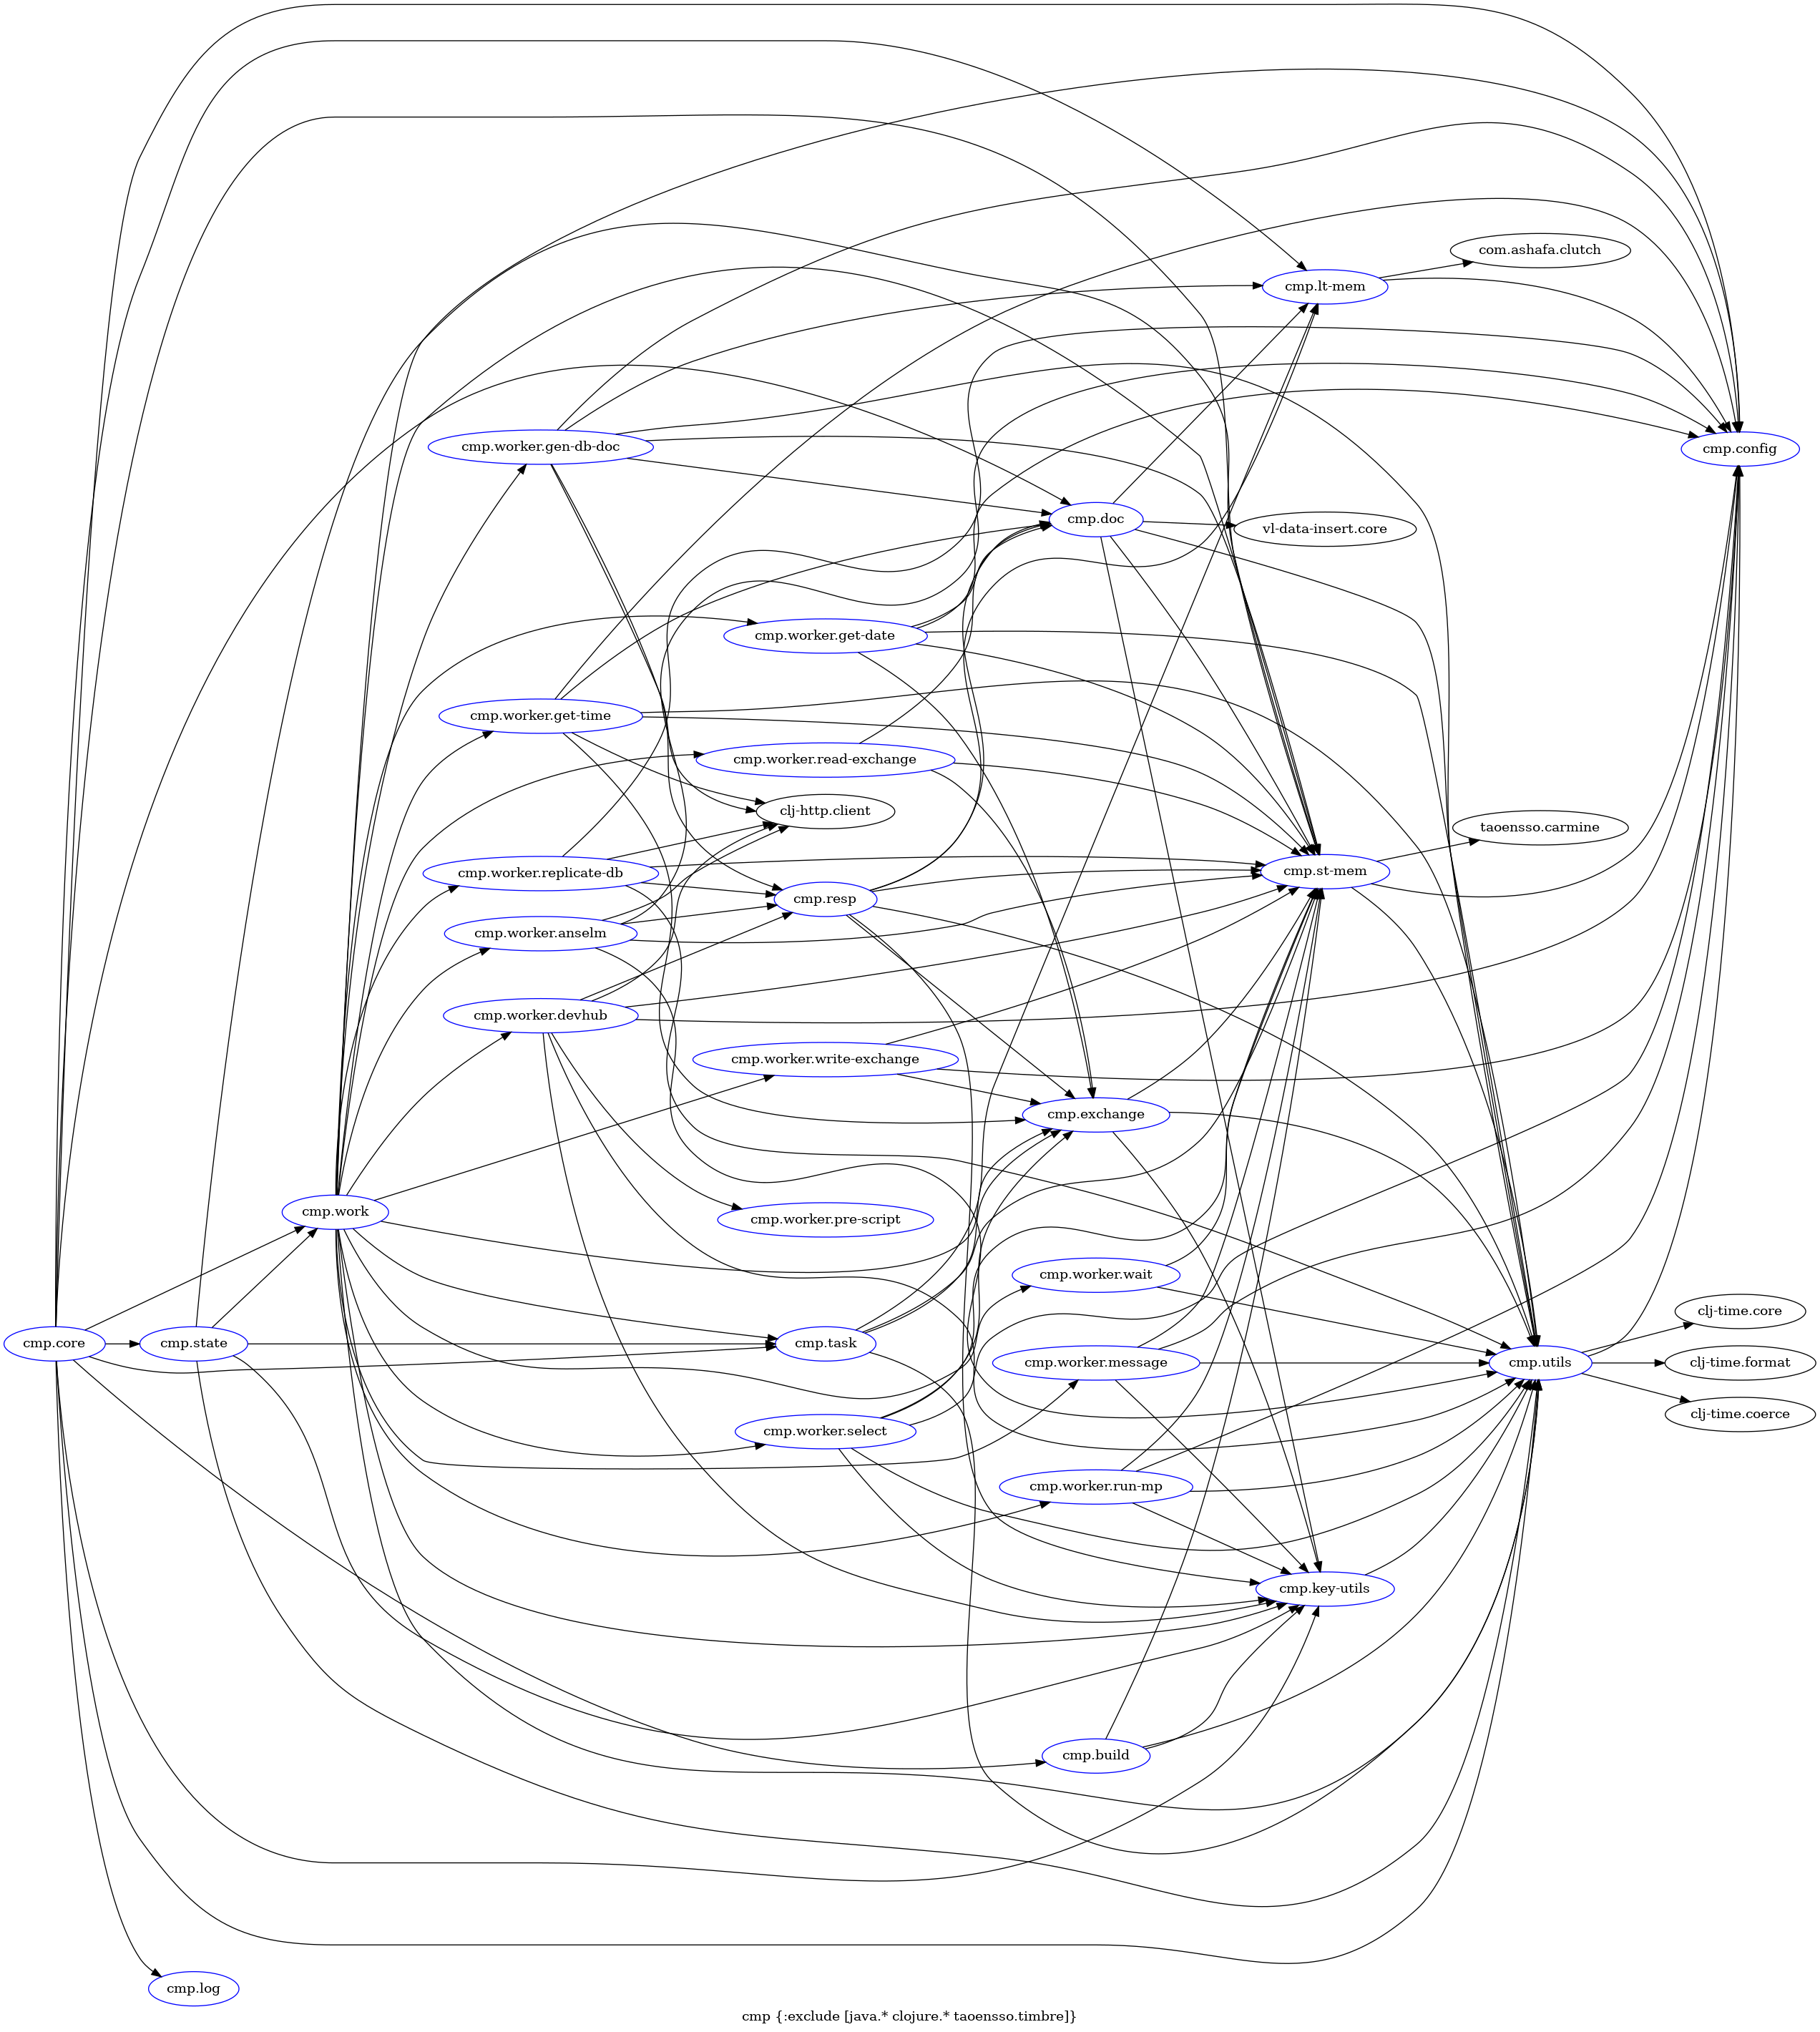 com.ashafa.clutch
cmp.lt-mem
cmp.worker.gen-db-doc
cmp.config
cmp.doc
vl-data-insert.core
cmp.worker.get-date
cmp.worker.get-time
cmp.worker.read-exchange
clj-http.client
taoensso.carmine
cmp.worker.replicate-db
cmp.st-mem
cmp.resp
cmp.worker.anselm
cmp.worker.devhub
cmp.worker.write-exchange
cmp.exchange
cmp.work
cmp.worker.pre-script
cmp.worker.wait
clj-time.core
cmp.core
cmp.state
cmp.task
cmp.worker.message
cmp.utils
clj-time.format
clj-time.coerce
cmp.worker.select
cmp.worker.run-mp
cmp.key-utils
cmp.build
cmp.log
cmp {:exclude [java.* clojure.* taoensso.timbre]}